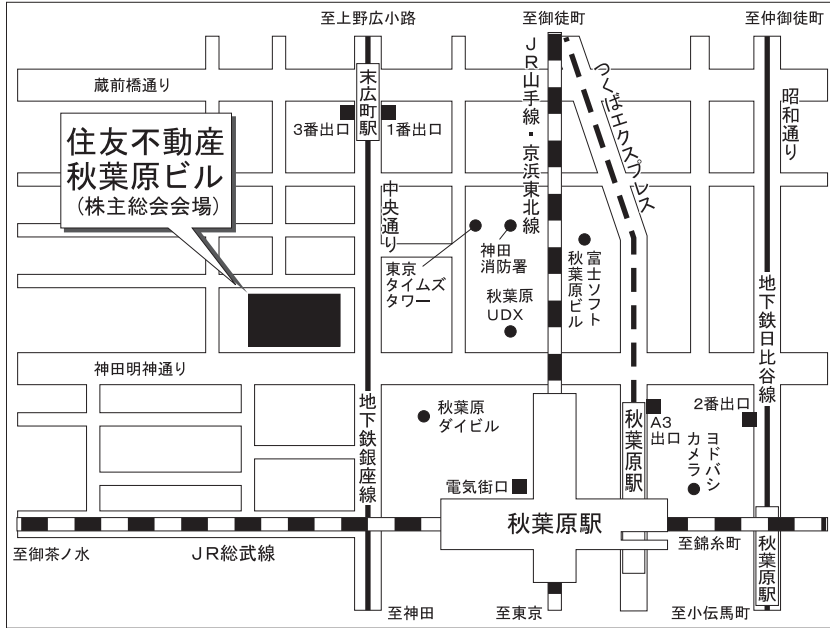 至上野広小路
至御徒町
至仲御徒町
蔵前橋通り
末広町駅
3番出口
1番出口
JR山手線・京浜東北線
つくばエクスプレス
昭和通り
住友不動産
秋葉原ビル
(株主総会会場)
中央通り
東京
タイムズ
タワー
神田
消防署
秋葉原
UDX
富士ソフト
秋葉原ビル
地下鉄日比谷線
神田明神通り
地下鉄銀座線
秋葉原
ダイビル
秋葉原駅
A3
出口
2番出口
ヨドバシ
カメラ
電気街口
秋葉原駅
至御茶ノ水
JR総武線
至錦糸町
秋葉原駅
至神田
至東京
至小伝馬町